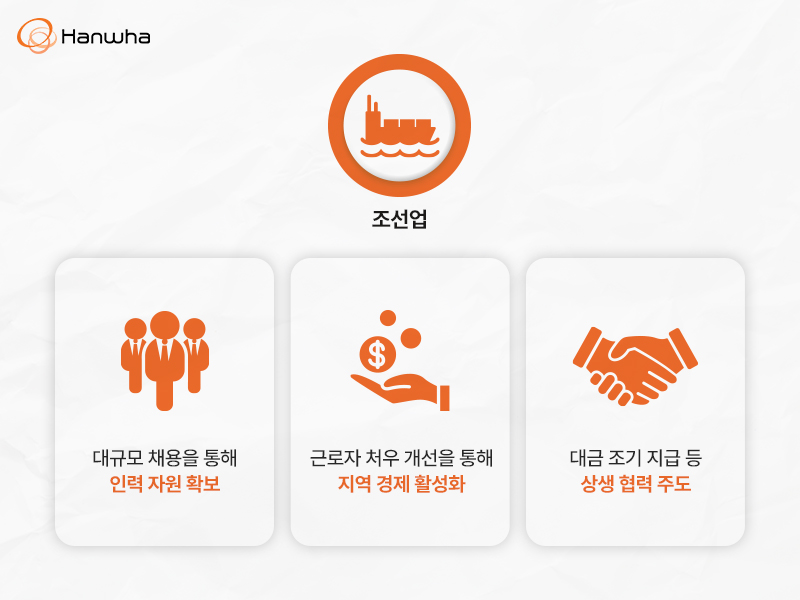 Hanwha
조선업
대규모 채용을 통해
인력 자원 확보
근로자 처우 개선을 통해
지역 경제 활성화
대금 조기 지급 등
상생 협력 주도